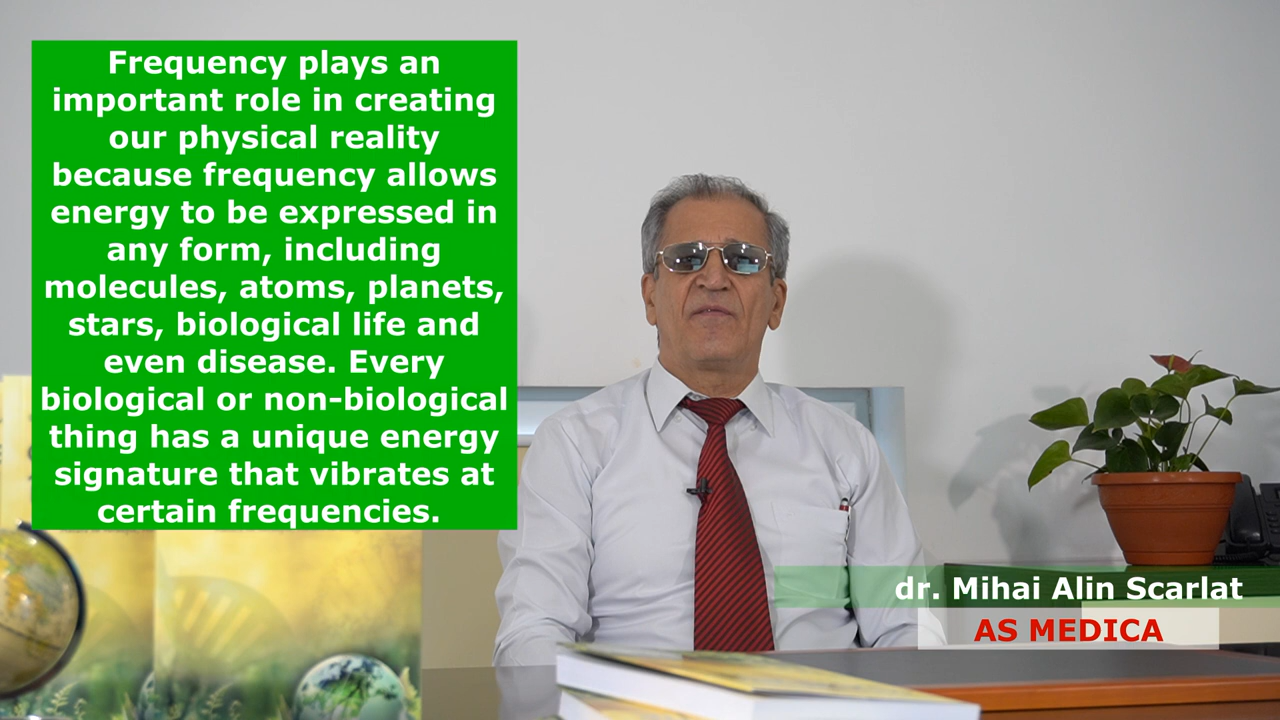 Frequency plays an
important role in creating
our physical reality
because frequency allows
energy to be expressed in
any form, including
molecules, atoms, planets,
stars, biological life and
even disease. Every
biological or non-biological
thing has a unique energy
signature that vibrates at
certain frequencies.
dr. Mihai Alin Scarlat
AS MEDICA